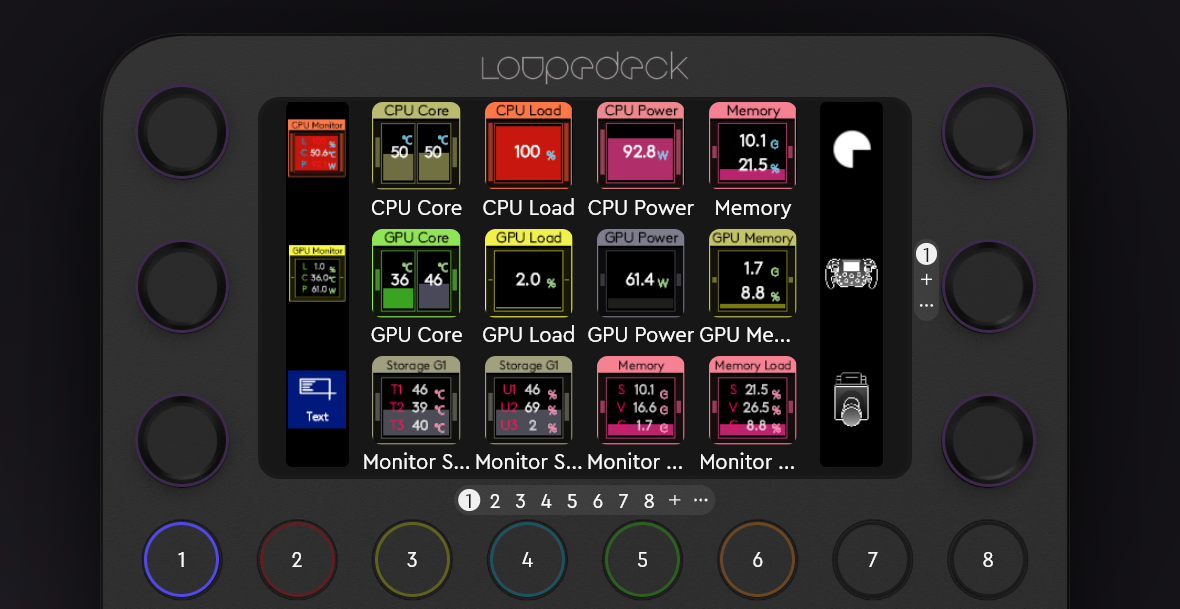 Loupedeck
CPU Monitor
L %
C 50.6℃
P W
CPU Core
℃ ℃
50 50
CPU Core
CPU Load
100 %
CPU Load
CPU Power
92.8 W
CPU Power
Memory
10.1 G
21.5 %
Memory
GPU Monitor
L 1.0 %
C 36.0℃
P 61.0 W
GPU Core
℃ ℃
36 46
GPU Core
GPU Load
2.0 %
GPU Load
GPU Power
61.4 W
GPU Power
GPU Memory
1.7 G
8.8 %
GPU Me...
Text
Storage G1
T1 46 ℃
T2 39 ℃
T3 40 ℃
Monitor S...
Storage G1
U1 46 %
U2 69 %
U3 2 %
Monitor S...
Memory
S 10.1 G
V 16.6 G
G 1.7 G
Monitor ...
Memory Load
S 21.5 %
V 26.5 %
G 8.8 %
Monitor ...
1
+
...
1 2 3 4 5 6 7 8 + ...
1 2 3 4 5 6 7 8